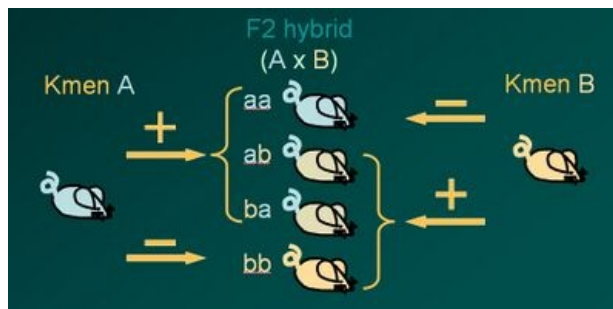 F2 hybrid
(A x B)
Kmen A
Kmen B
+
aa
–
ab
ba
+
–
bb